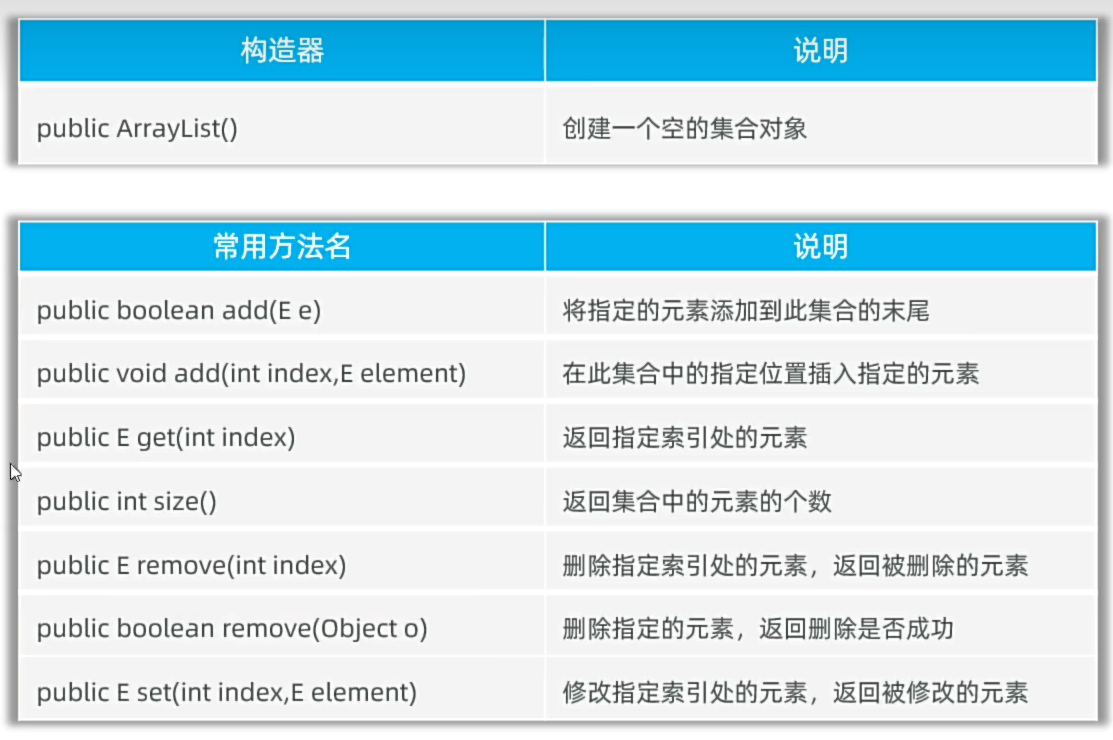 构造器 说明
public ArrayList() 创建一个空的集合对象
常用方法名 说明
public boolean add(E e) 将指定的元素添加到此集合的末尾
public void add(int index,E element) 在此集合中的指定位置插入指定的元素
public E get(int index) 返回指定索引处的元素
public int size() 返回集合中的元素的个数
public E remove(int index) 删除指定索引处的元素，返回被删除的元素
public boolean remove(Object o) 删除指定的元素，返回删除是否成功
public E set(int index,E element) 修改指定索引处的元素，返回被修改的元素